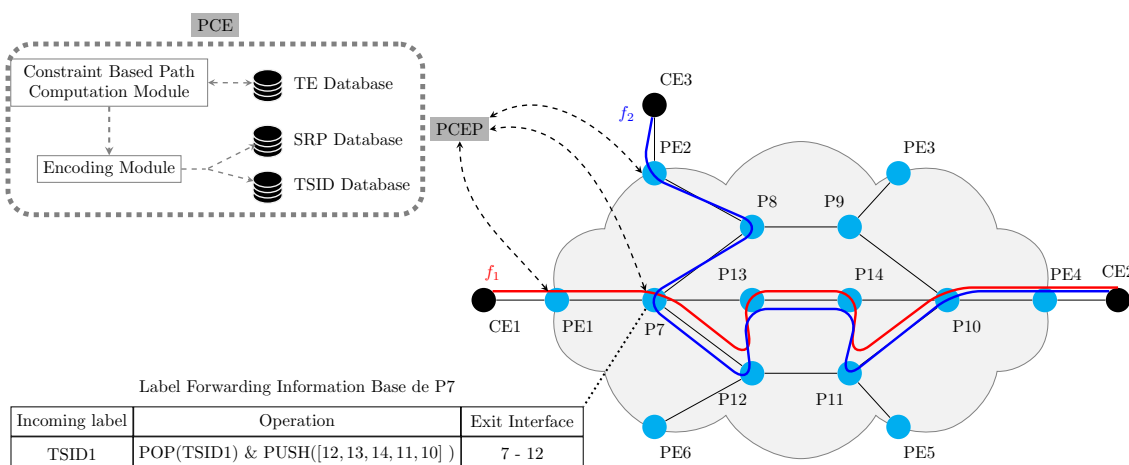 PCE
Constraint Based Path
Computation Module
TE Database
SRP Database
Encoding Module
TSID Database
PCEP
CE3
f2
PE2
PE3
P8
P9
f1
P13
P14
PE4
CE2
CE1
PE1
P7
P10
P12
P11
PE6
PE5
Label Forwarding Information Base de P7
Incoming label Operation Exit Interface
TSID1 POP(TSID1) & PUSH([12, 13, 14, 11, 10] ) 7 - 12